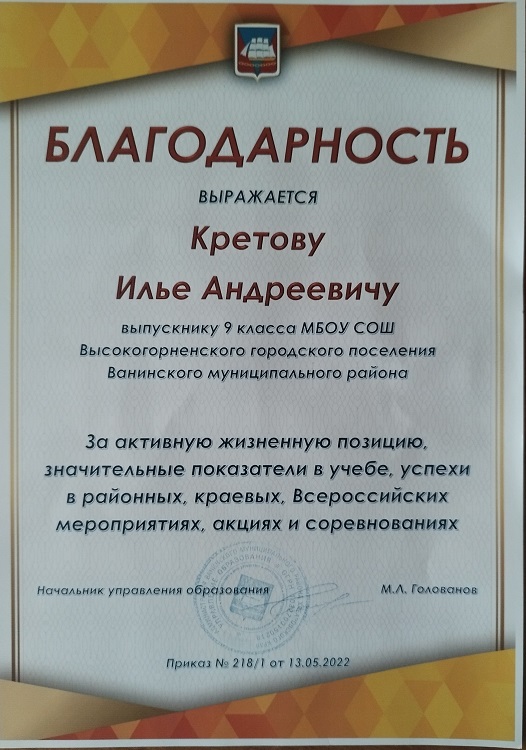 БЛАГОДАРНОСТЬ
ВЫРАЖАЕТСЯ
Кретову
Илье Андреевичу
выпускнику 9 класса МБОУ СОШ
Высокогорненского городского поселения
Ванинского муниципального района
За активную жизненную позицию,
значительные показатели в учебе, успехи
в районных, краевых, Всероссийских
мероприятиях, акциях и соревнованиях
Начальник управления образования М.Л. Голованов
Приказ № 218/1 от 13.05.2022